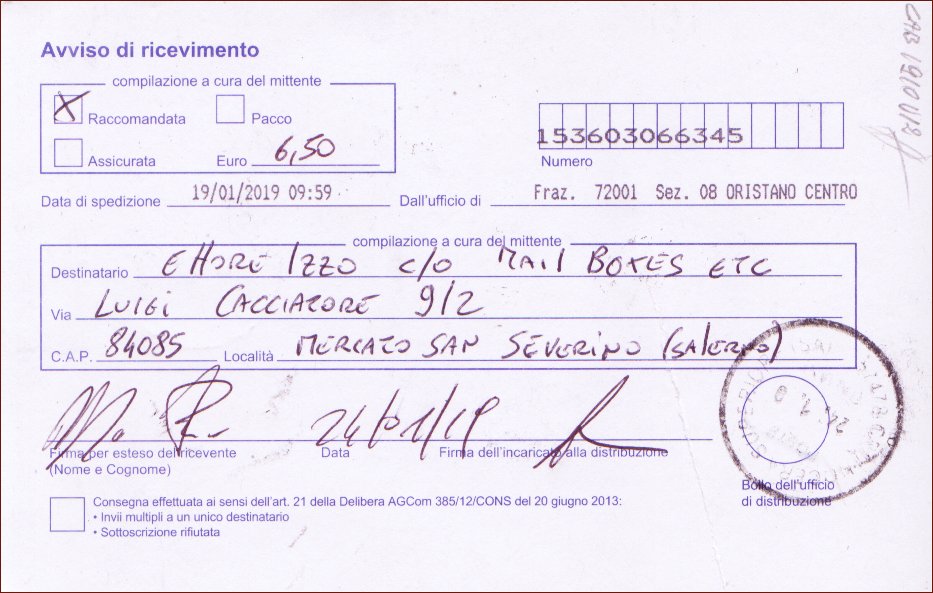 Avviso di ricevimento
compilazione a cura del mittente
X Raccomandata Pacco
Assicurata Euro 6,50
153603066345
Numero
Data di spedizione 19/01/2019 09:59 Dall'ufficio di Fraz. 72001 Sez. 08 ORISTANO CENTRO
compilazione a cura del mittente
Destinatario Ettore Izzo c/o MAIL BOXES ETC
Via LUIGI CACCIATORE 9/2
C.A.P. 84085 Località MERCATO SAN SEVERINO (SALERNO)
24/01/19
Firma per esteso del ricevente Data Firma dell'incaricato alla distribuzione
(Nome e Cognome)
Bollo dell'ufficio
di distribuzione
Consegna effettuata ai sensi dell'art. 21 della Delibera AGCom 385/12/CONS del 20 giugno 2013:
• Invii multipli a un unico destinatario
• Sottoscrizione rifiutata